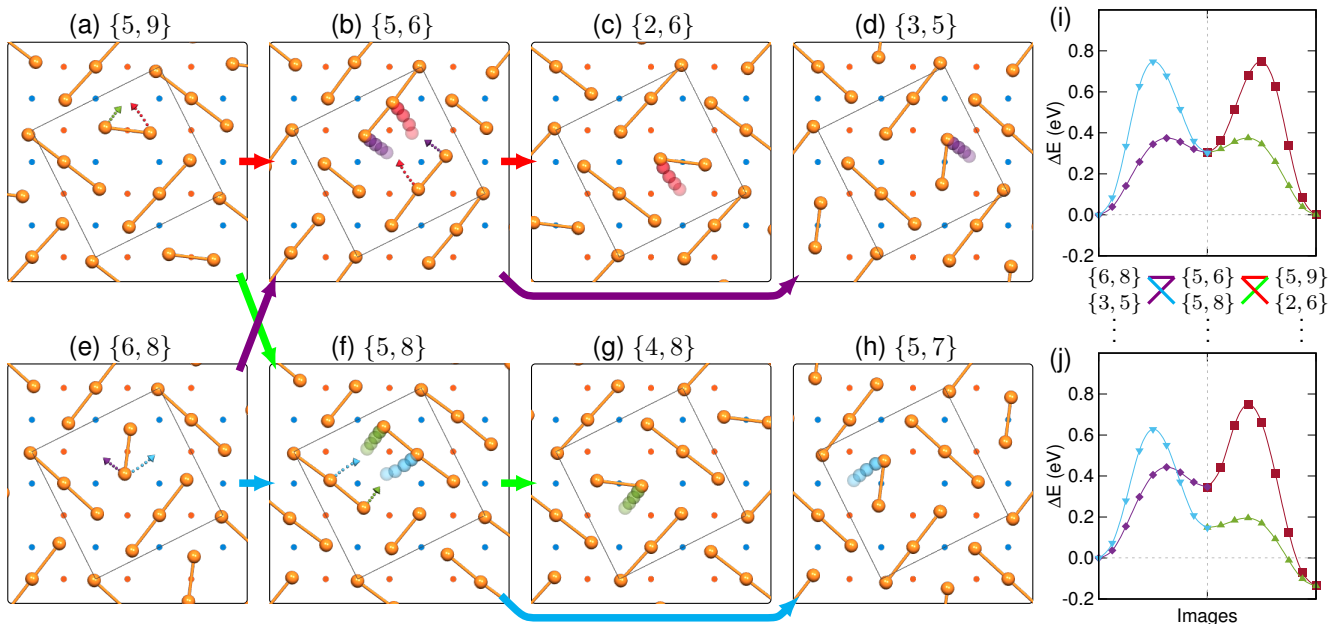 (a) {5, 9}
(b) {5, 6}
(c) {2, 6}
(d) {3, 5}
(i)
0.8
0.6
0.4
0.2
0.0
-0.2
ΔE (eV)
{6, 8} {5, 6} {5, 9}
{3, 5} {5, 8} {2, 6}
(e) {6, 8}
(f) {5, 8}
(g) {4, 8}
(h) {5, 7}
(j)
0.8
0.6
0.4
0.2
0.0
-0.2
ΔE (eV)
Images